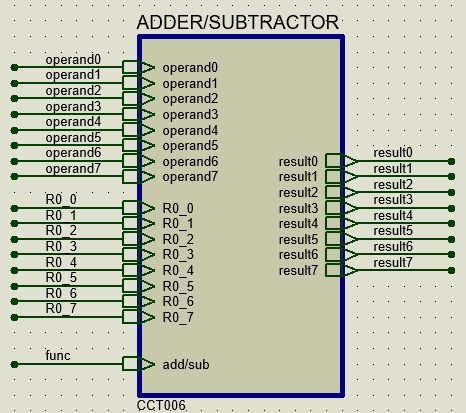 ADDER/SUBTRACTOR
operand0
operand1
operand2
operand3
operand4
operand5
operand6
operand7
R0_0
R0_1
R0_2
R0_3
R0_4
R0_5
R0_6
R0_7
func
operand0
operand1
operand2
operand3
operand4
operand5
operand6
operand7
R0_0
R0_1
R0_2
R0_3
R0_4
R0_5
R0_6
R0_7
add/sub
result0
result1
result2
result3
result4
result5
result6
result7
result0
result1
result2
result3
result4
result5
result6
result7
CCT006